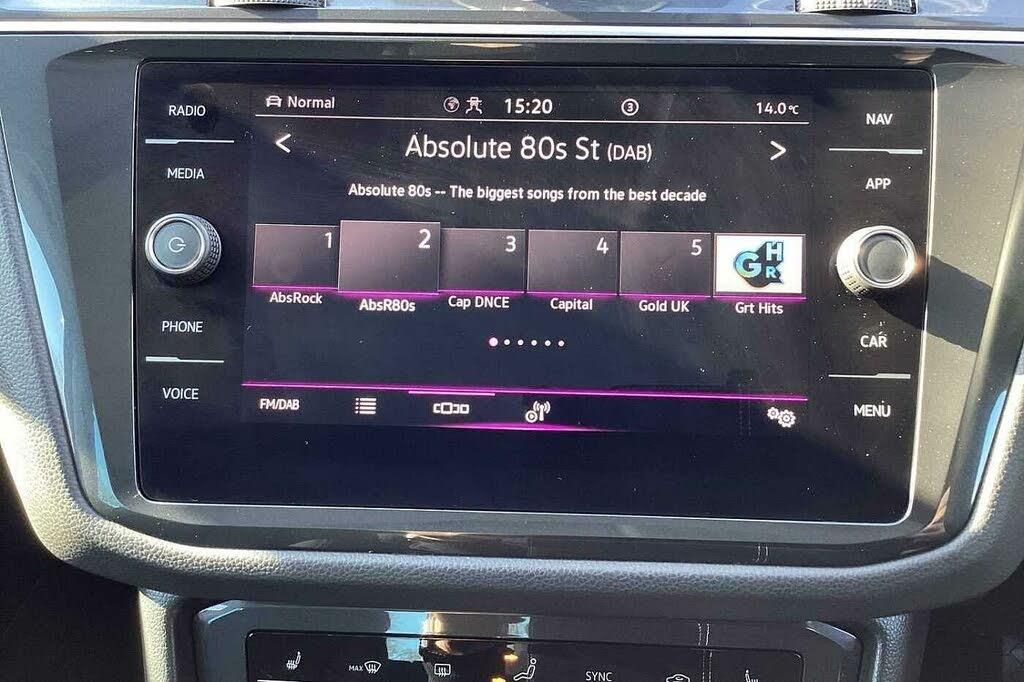 RADIO
MEDIA
PHONE
VOICE
Normal 15:20 3 14.0°C
< Absolute 80s St (DAB) >
Absolute 80s -- The biggest songs from the best decade
1 2 3 4 5 GHR
AbsRock AbsR80s Cap DNCE Capital Gold UK Grt Hits
FM/DAB
NAV
APP
CAR
MENU
MAX SYNC